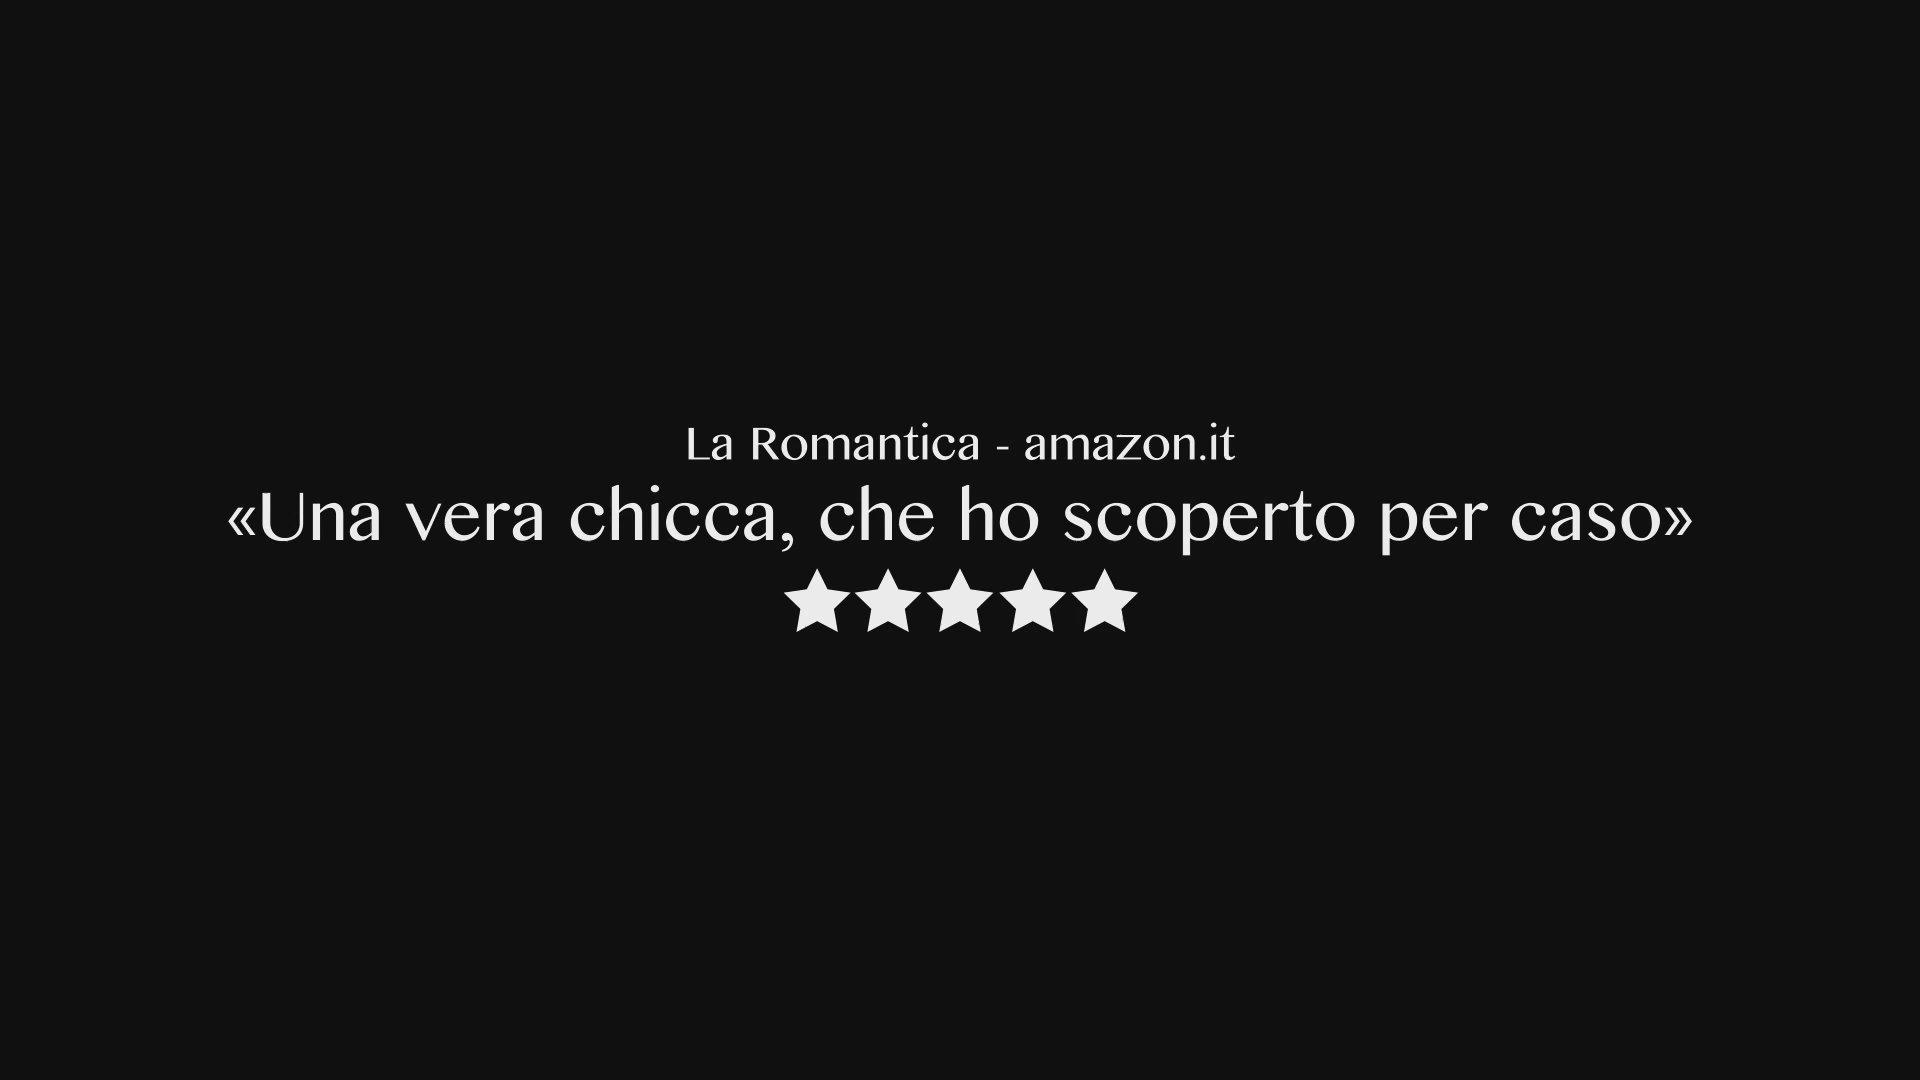 La Romantica - amazon.it
«Una vera chicca, che ho scoperto per caso»